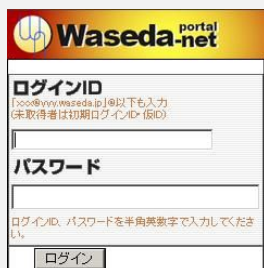 Waseda-net portal
ログインID
「xxx@yyy.waseda.jp」@以下も入力
(未取得者は初期ログインID・仮ID)
パスワード
ログインID、パスワードを半角英数字で入力してくださ
い。
ログイン